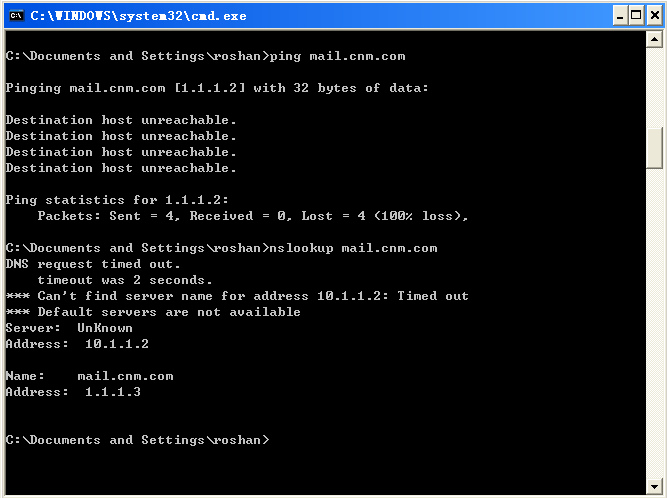 C:\WINDOWS\system32\cmd.exe
C:\Documents and Settings\roshan>ping mail.cnm.com
Pinging mail.cnm.com [1.1.1.2] with 32 bytes of data:
Destination host unreachable.
Destination host unreachable.
Destination host unreachable.
Destination host unreachable.
Ping statistics for 1.1.1.2:
    Packets: Sent = 4, Received = 0, Lost = 4 (100% loss),
C:\Documents and Settings\roshan>nslookup mail.cnm.com
DNS request timed out.
    timeout was 2 seconds.
*** Can't find server name for address 10.1.1.2: Timed out
*** Default servers are not available
Server:  UnKnown
Address:  10.1.1.2
Name:    mail.cnm.com
Address:  1.1.1.3
C:\Documents and Settings\roshan>